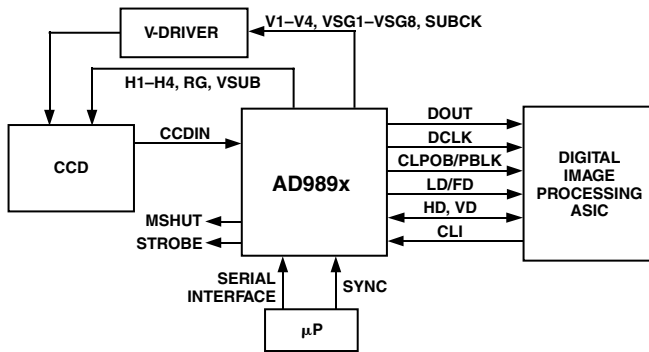 V1–V4, VSG1–VSG8, SUBCK
V-DRIVER
H1–H4, RG, VSUB
CCD
CCDIN
AD989x
DOUT
DCLK
CLPOB/PBLK
LD/FD
HD, VD
CLI
DIGITAL
IMAGE
PROCESSING
ASIC
MSHUT
STROBE
SERIAL
INTERFACE
SYNC
μP